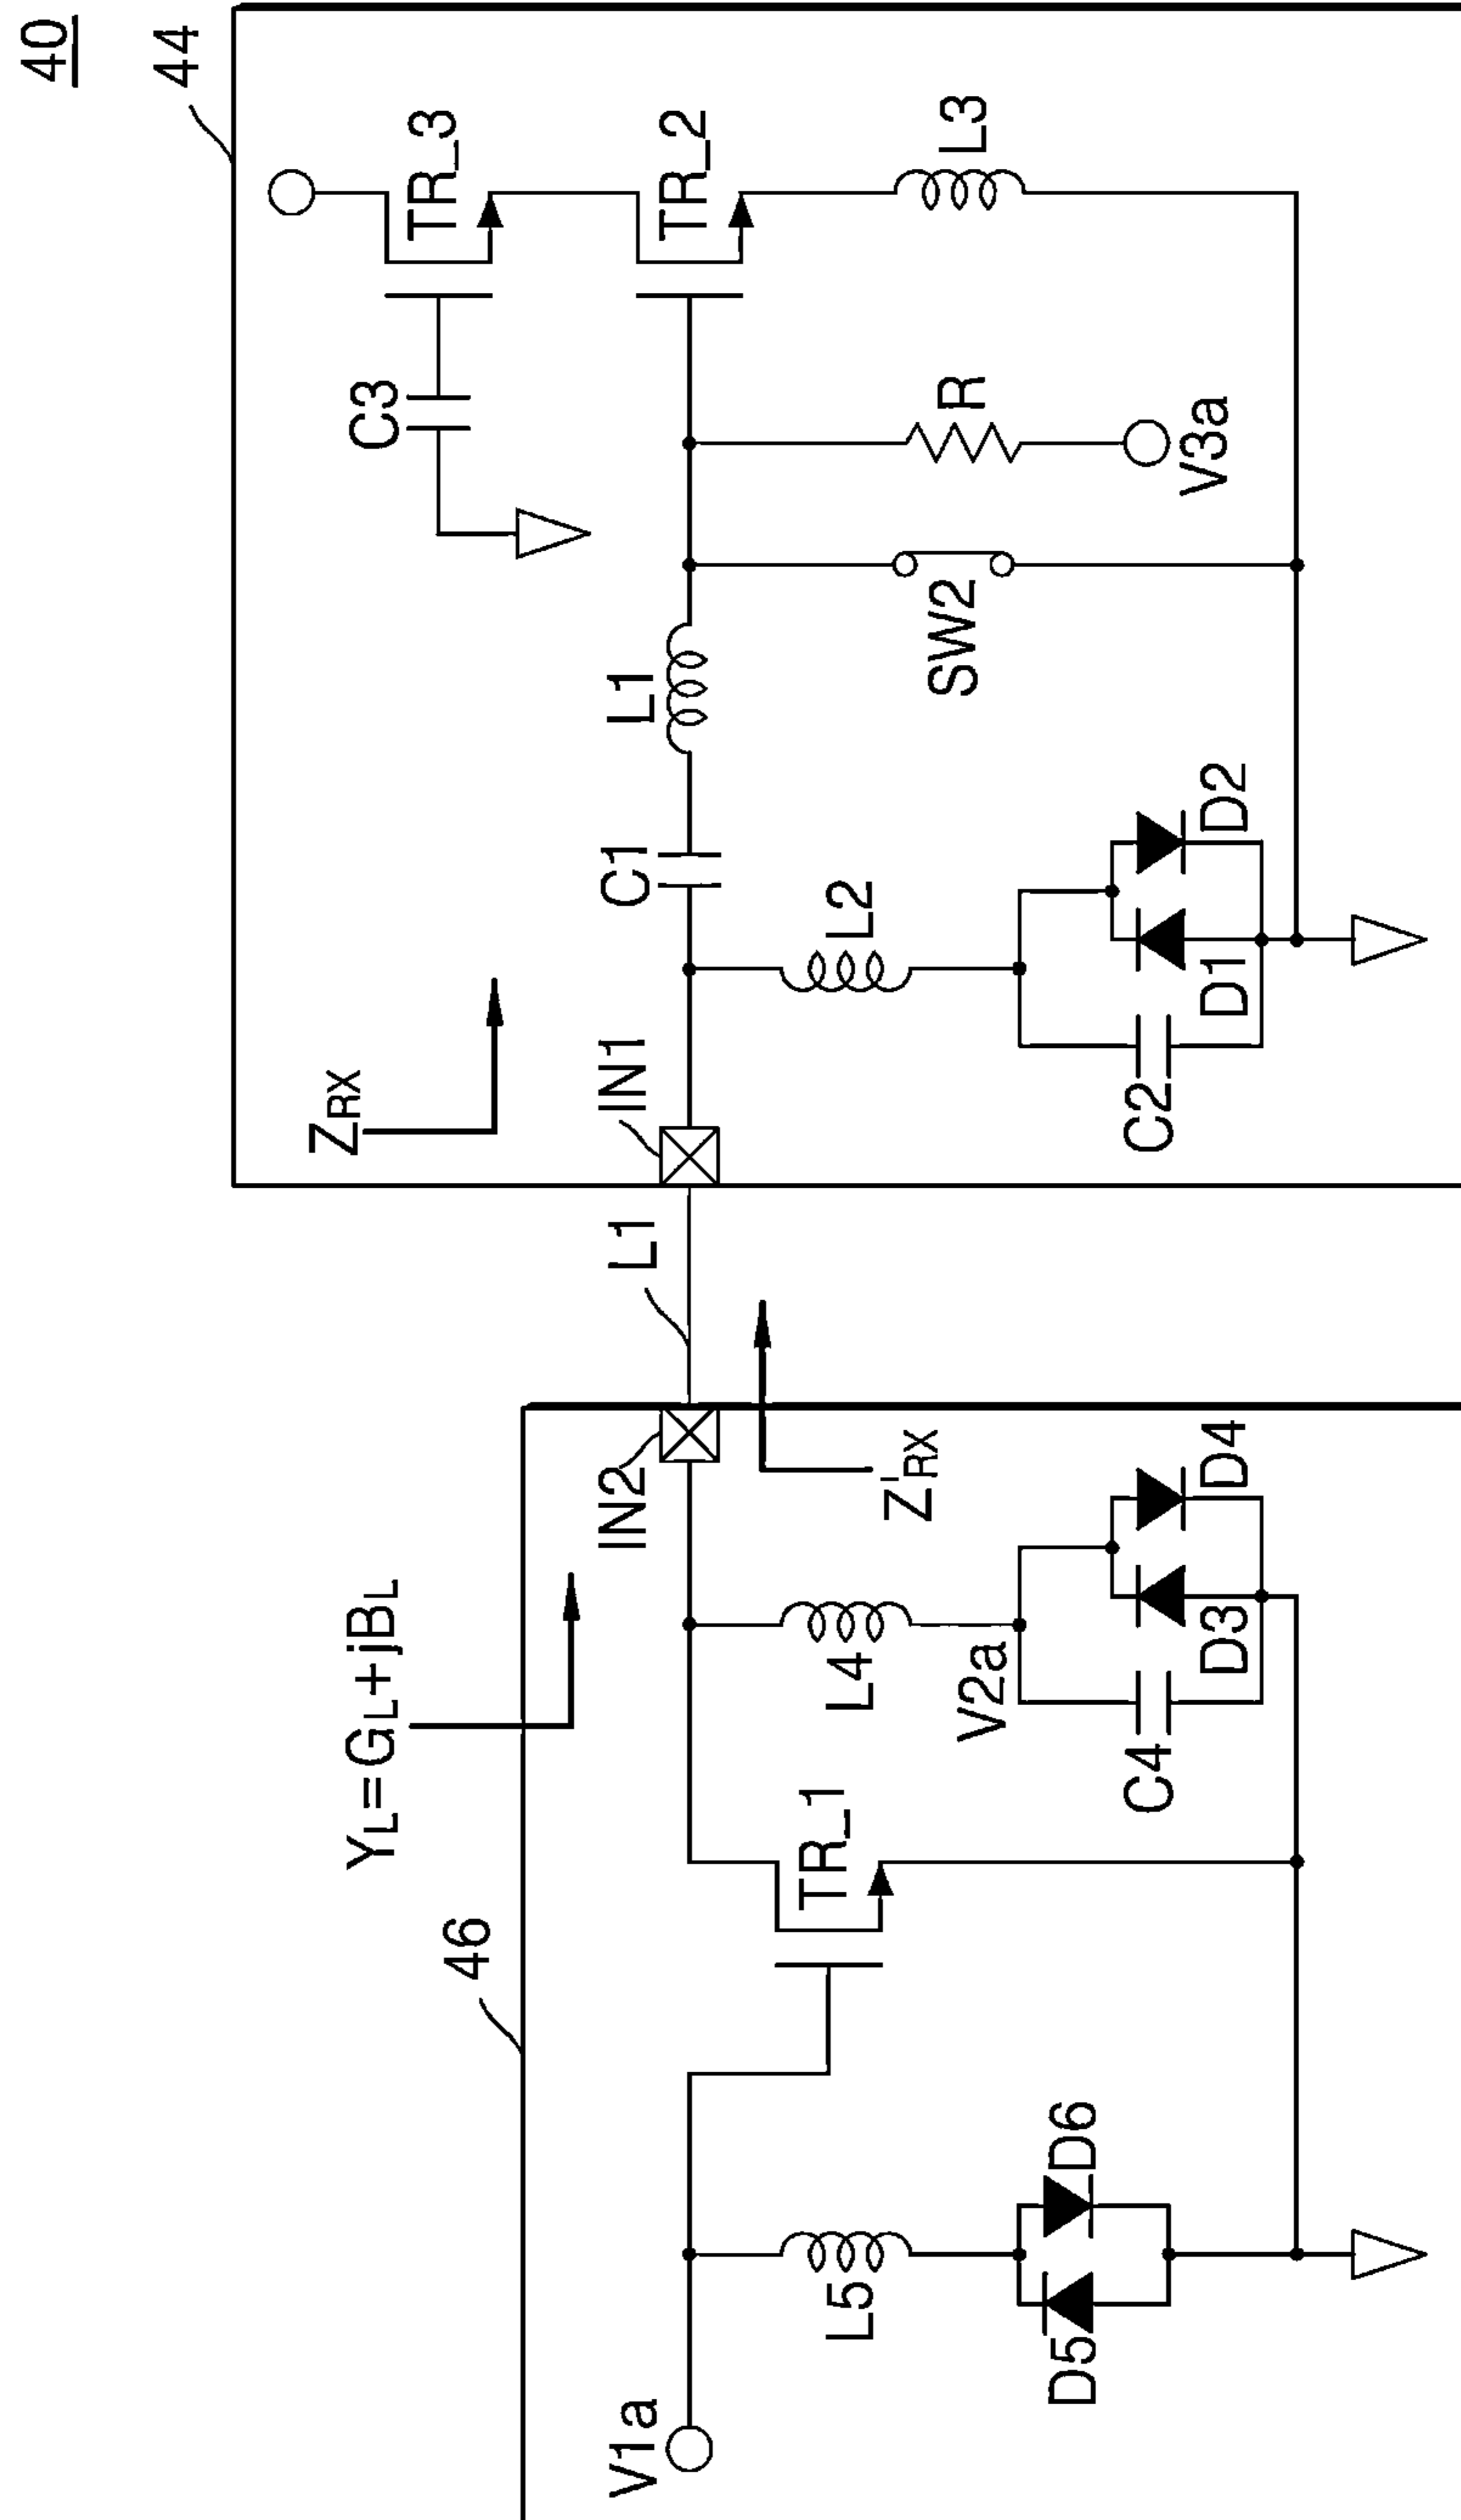 40
44
TR_3
TR_2
L3
C3
R
V3a
SW2
L1
C1
L2
D2
D1
C2
ZRX
IN1
L1
IN2
Z'RX
YL=GL+jBL
D4
D3
L4
V2a
C4
TR_1
46
D6
L5
D5
V1a